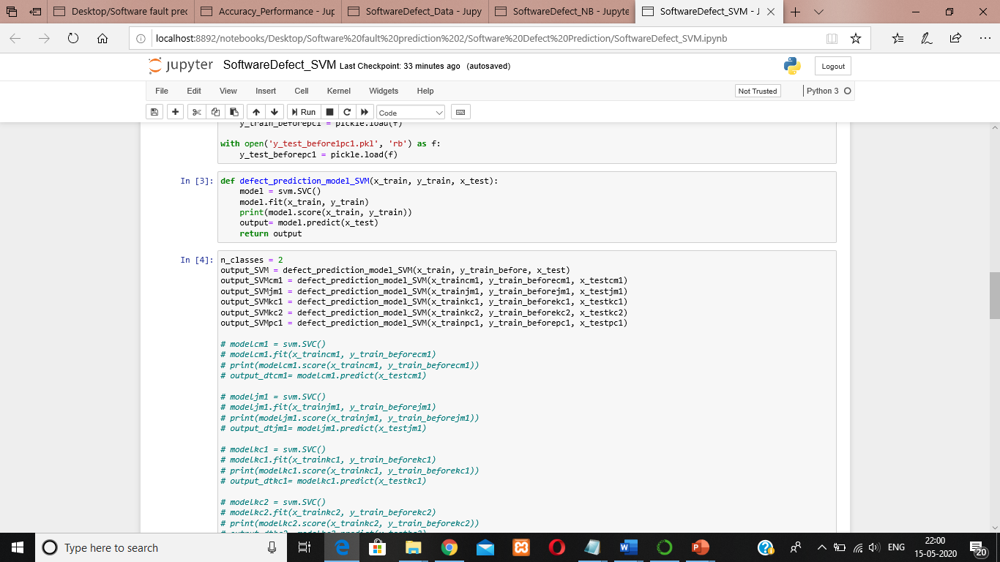 Desktop/Software fault pred
Accuracy_Performance - Jup
SoftwareDefect_Data - Jupy
SoftwareDefect_NB - Jupyte
SoftwareDefect_SVM - J
localhost:8892/notebooks/Desktop/Software%20fault%20prediction%202/Software%20Defect%20Prediction/SoftwareDefect_SVM.ipynb
jupyter SoftwareDefect_SVM Last Checkpoint: 33 minutes ago (autosaved)
Logout
File Edit View Insert Cell Kernel Widgets Help
Not Trusted
Python 3
Run
Code
y_train_beforepc1 = pickle.load(f)
with open('y_test_before1pc1.pkl', 'rb') as f:
y_test_beforepc1 = pickle.load(f)
In [3]:
def defect_prediction_model_SVM(x_train, y_train, x_test):
model = svm.SVC()
model.fit(x_train, y_train)
print(model.score(x_train, y_train))
output= model.predict(x_test)
return output
In [4]:
n_classes = 2
output_SVM = defect_prediction_model_SVM(x_train, y_train_before, x_test)
output_SVMcm1 = defect_prediction_model_SVM(x_traincm1, y_train_beforecm1, x_testcm1)
output_SVMjm1 = defect_prediction_model_SVM(x_trainjm1, y_train_beforejm1, x_testjm1)
output_SVMkc1 = defect_prediction_model_SVM(x_trainkc1, y_train_beforekc1, x_testkc1)
output_SVMkc2 = defect_prediction_model_SVM(x_trainkc2, y_train_beforekc2, x_testkc2)
output_SVMpc1 = defect_prediction_model_SVM(x_trainpc1, y_train_beforepc1, x_testpc1)
# modelcm1 = svm.SVC()
# modelcm1.fit(x_traincm1, y_train_beforecm1)
# print(modelcm1.score(x_traincm1, y_train_beforecm1))
# output_dtcm1= modelcm1.predict(x_testcm1)
# modeljm1 = svm.SVC()
# modeljm1.fit(x_trainjm1, y_train_beforejm1)
# print(modeljm1.score(x_trainjm1, y_train_beforejm1))
# output_dtjm1= modeljm1.predict(x_testjm1)
# modelkc1 = svm.SVC()
# modelkc1.fit(x_trainkc1, y_train_beforekc1)
# print(modelkc1.score(x_trainkc1, y_train_beforekc1))
# output_dtkc1= modelkc1.predict(x_testkc1)
# modelkc2 = svm.SVC()
# modelkc2.fit(x_trainkc2, y_train_beforekc2)
# print(modelkc2.score(x_trainkc2, y_train_beforekc2))
Type here to search
ENG
22:00
15-05-2020
20